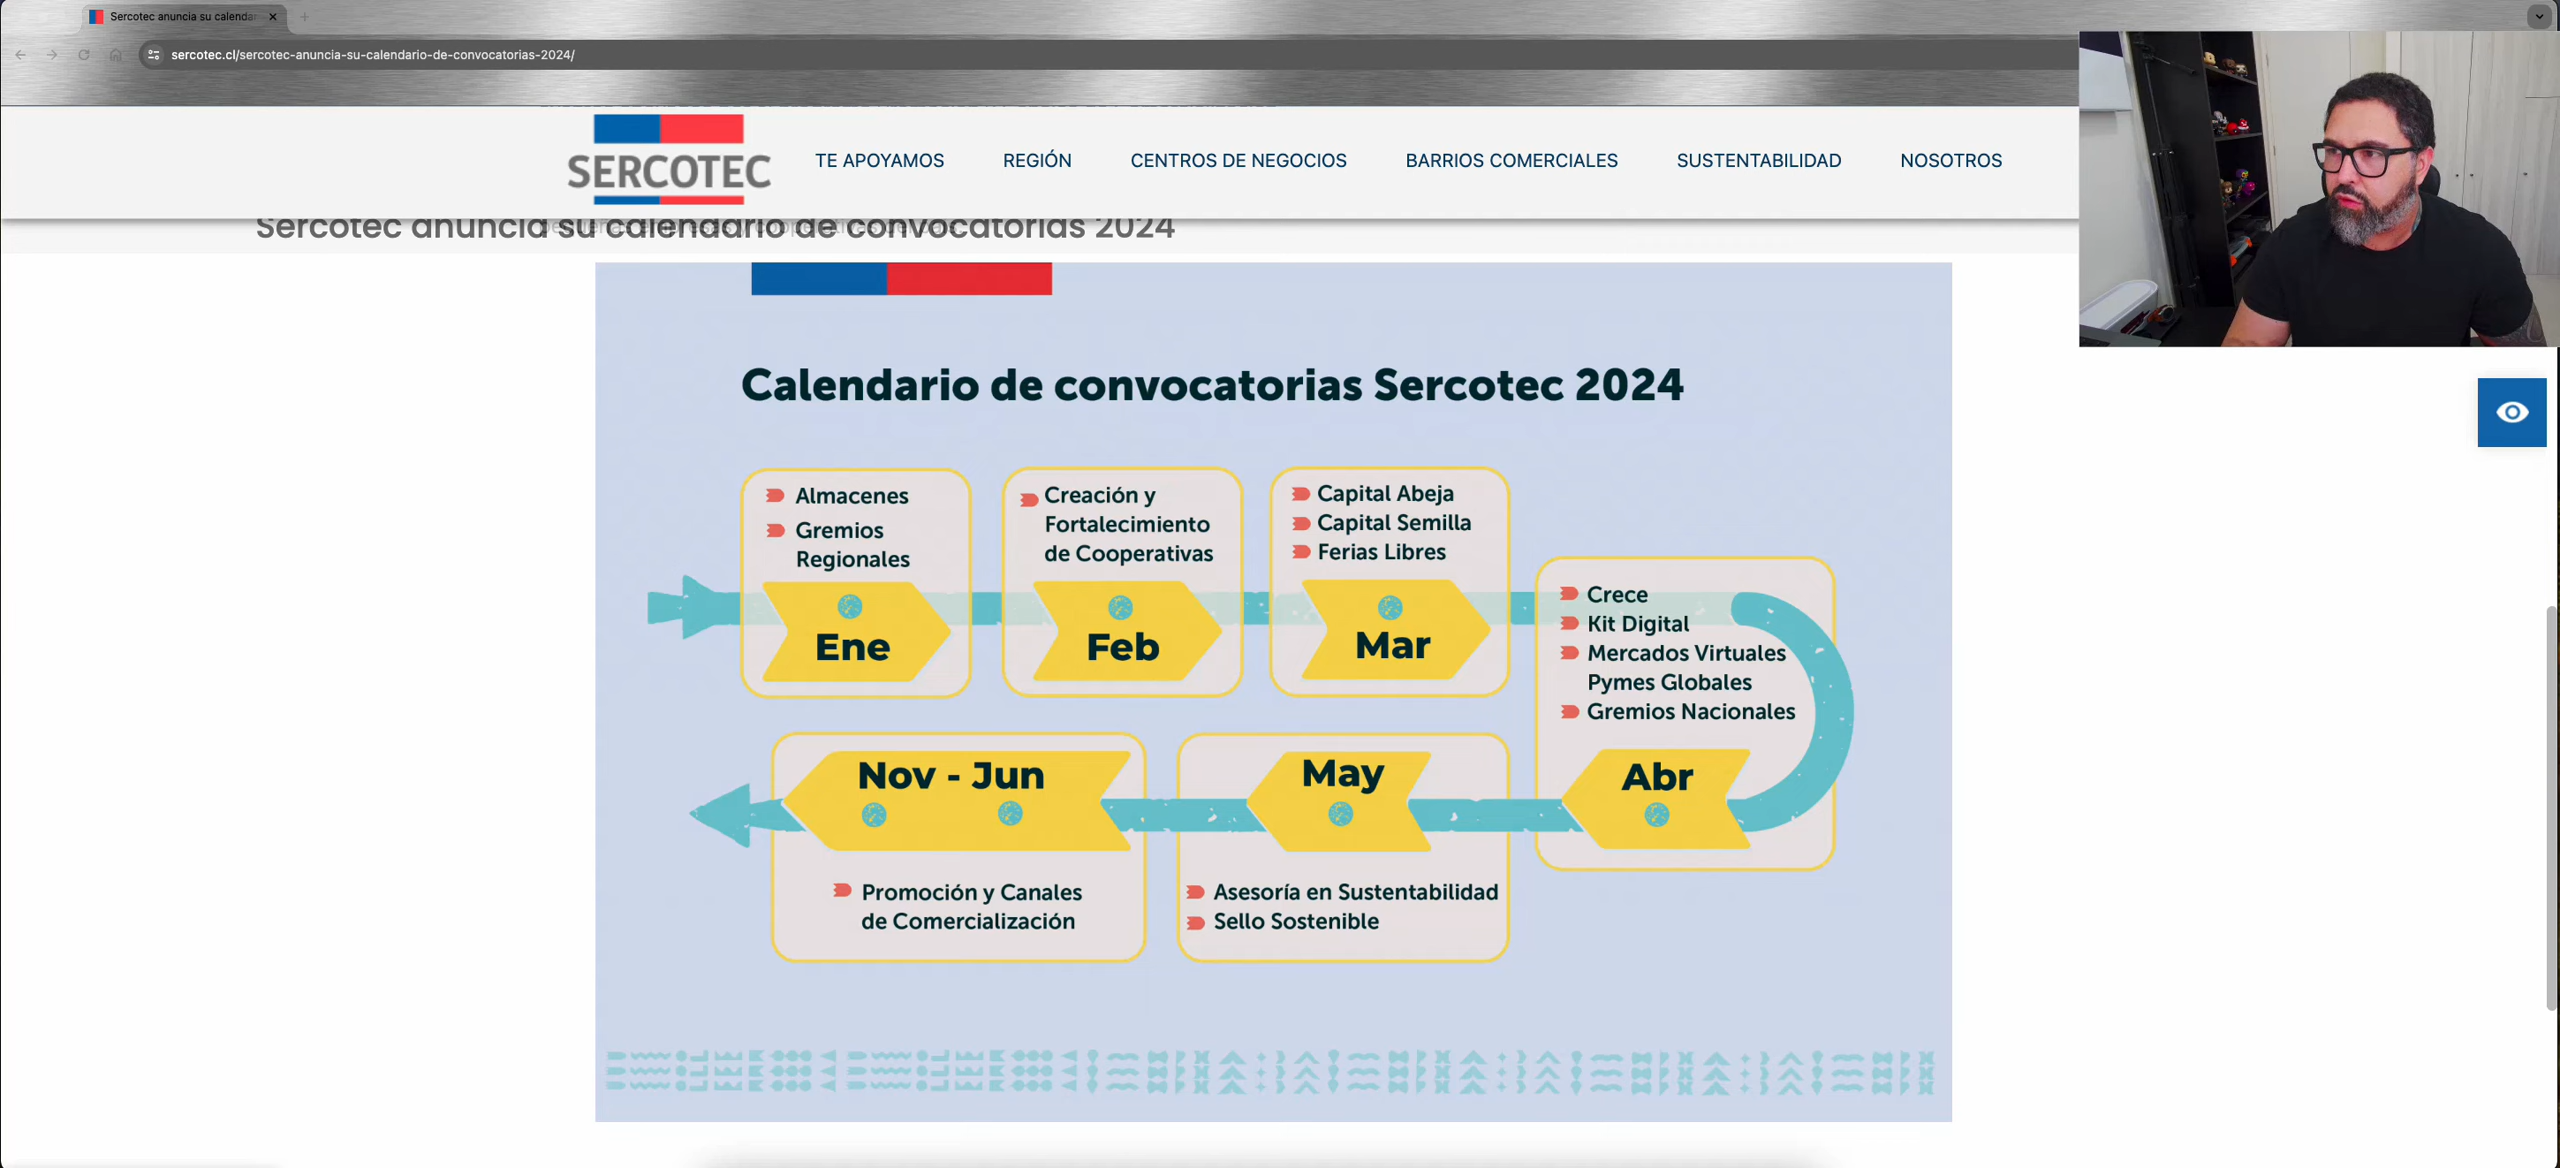 Sercotec anuncia su calenda
sercotec.cl/sercotec-anuncia-su-calendario-de-convocatorias-2024/
SERCOTEC
TE APOYAMOS
REGIÓN
CENTROS DE NEGOCIOS
BARRIOS COMERCIALES
SUSTENTABILIDAD
NOSOTROS
Sercotec anuncia su calendario de convocatorias 2024
Calendario de convocatorias Sercotec 2024
Almacenes
Gremios
Regionales
Ene
Creación y
Fortalecimiento
de Cooperativas
Feb
Capital Abeja
Capital Semilla
Ferias Libres
Mar
Crece
Kit Digital
Mercados Virtuales
Pymes Globales
Gremios Nacionales
Abr
May
Asesoría en Sustentabilidad
Sello Sostenible
Nov - Jun
Promoción y Canales
de Comercialización